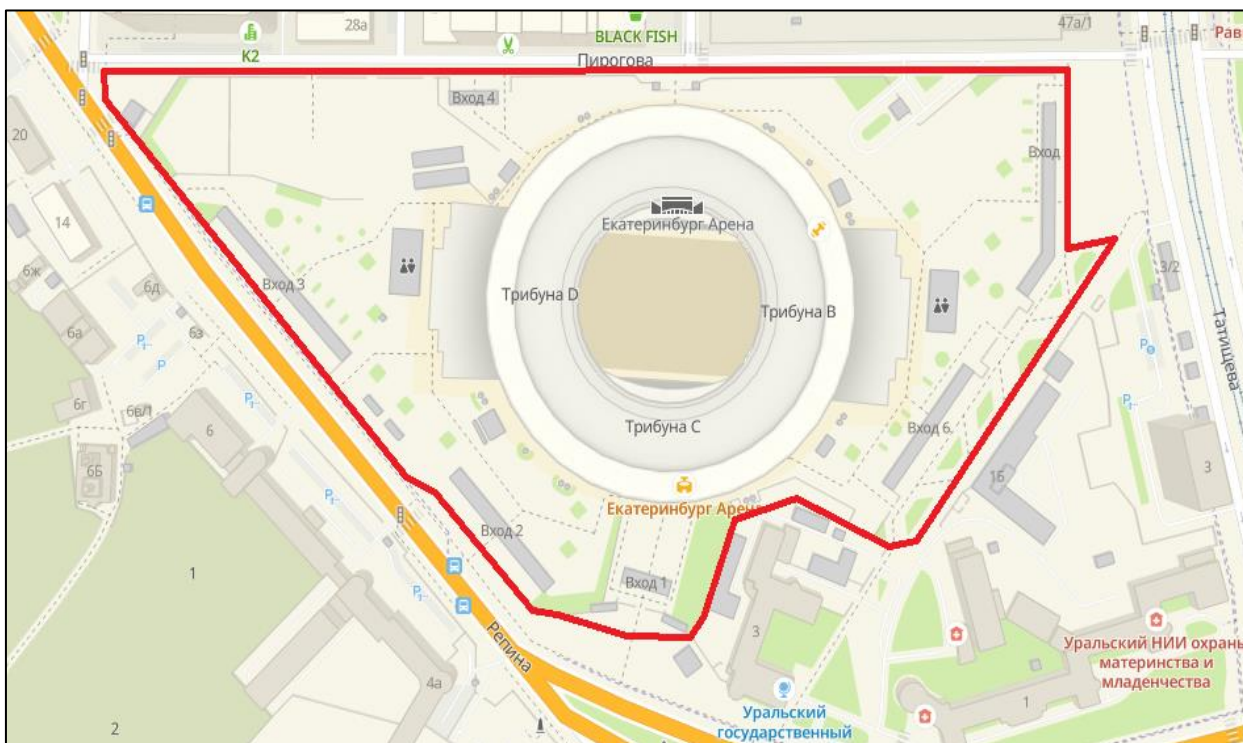 28а
47а/1
K2
BLACK FISH
Рав
Пирогова
Вход 4
20
Вход
14
Екатеринбург Арена
6ж
6д
3/2
Вход 3
Трибуна D
Трибуна B
6а
6з
Татищева
P
P
P
6г
6в/1
P
P
6
Трибуна C
Вход 6
6Б
3
1Б
Екатеринбург Арена
P
Вход 2
1
Вход 1
P
3
Репина
Уральский НИИ охраны
материнства и
младенчества
4а
1
Уральский
государственный
2